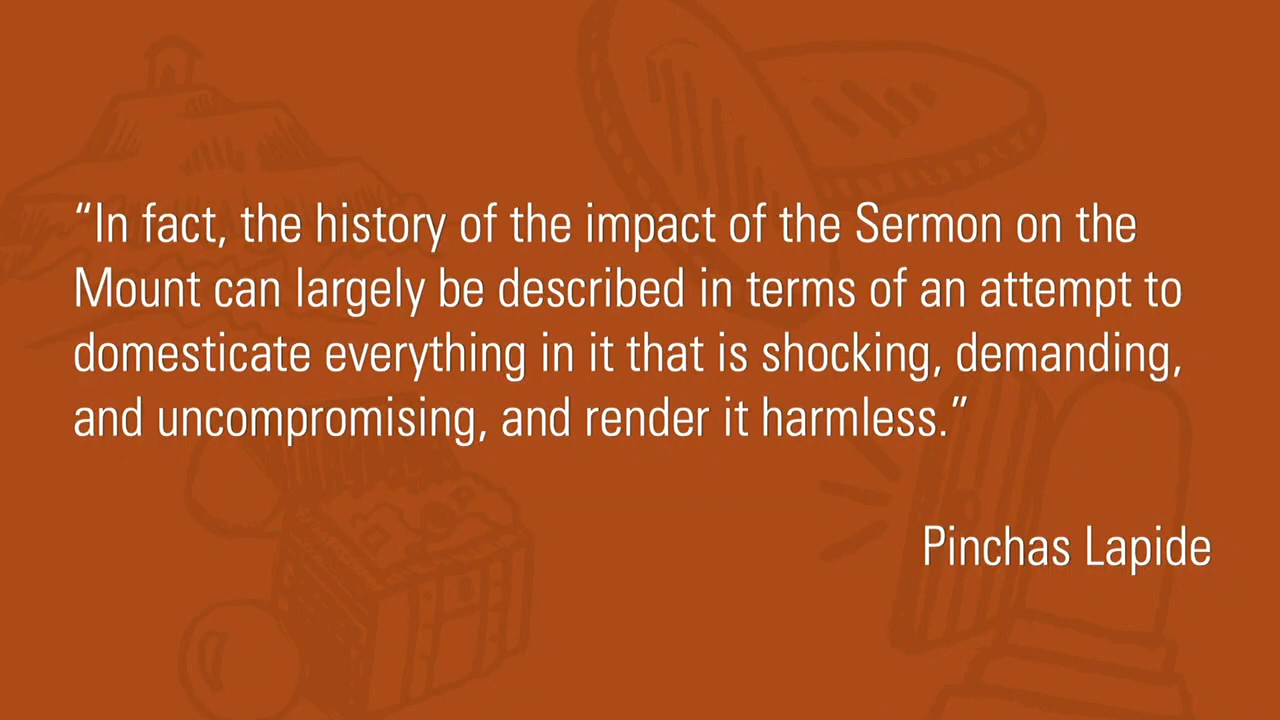 “In fact, the history of the impact of the Sermon on the
Mount can largely be described in terms of an attempt to
domesticate everything in it that is shocking, demanding,
and uncompromising, and render it harmless.”
Pinchas Lapide